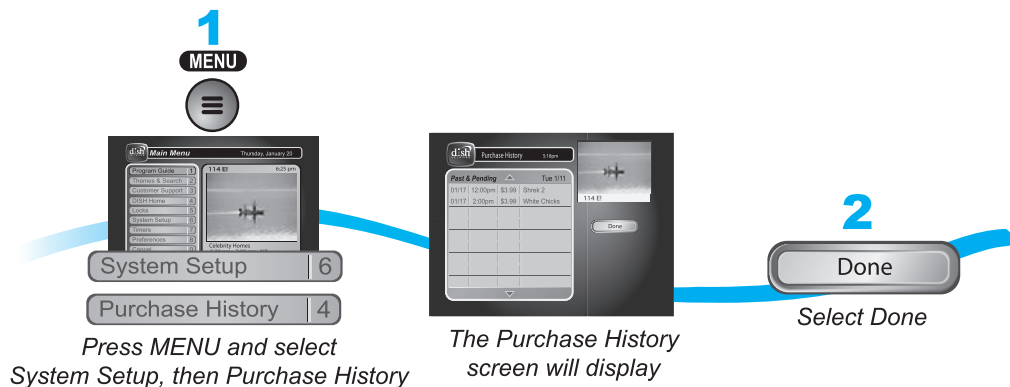 1
MENU
dish Main Menu Thursday, January 20
Program Guide 1
Themes & Search 2
Customer Support 3
DISH Home 4
Locks 5
System Setup 6
Timers 7
Preferences 8
Cancel
114 E! 6:25 pm
Celebrity Homes
System Setup 6
Purchase History 4
Press MENU and select
System Setup, then Purchase History
dish Purchase History 3:18pm
Past & Pending Tue 1/11
01/17 12:00pm $3.99 Shrek 2
01/17 2:00pm $3.99 White Chicks
114 E!
Done
The Purchase History
screen will display
2
Done
Select Done